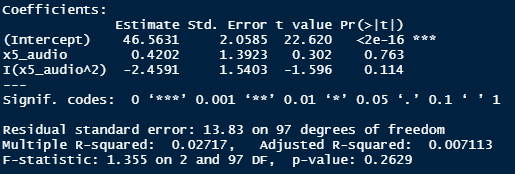 Coefficients:
Estimate Std. Error t value Pr(>|t|)
(Intercept) 46.5631 2.0585 22.620 <2e-16 ***
x5_audio 0.4202 1.3923 0.302 0.763
I(x5_audio^2) -2.4591 1.5403 -1.596 0.114
---
Signif. codes: 0 ‘***’ 0.001 ‘**’ 0.01 ‘*’ 0.05 ‘.’ 0.1 ‘ ’ 1
Residual standard error: 13.83 on 97 degrees of freedom
Multiple R-squared: 0.02717, Adjusted R-squared: 0.007113
F-statistic: 1.355 on 2 and 97 DF, p-value: 0.2629